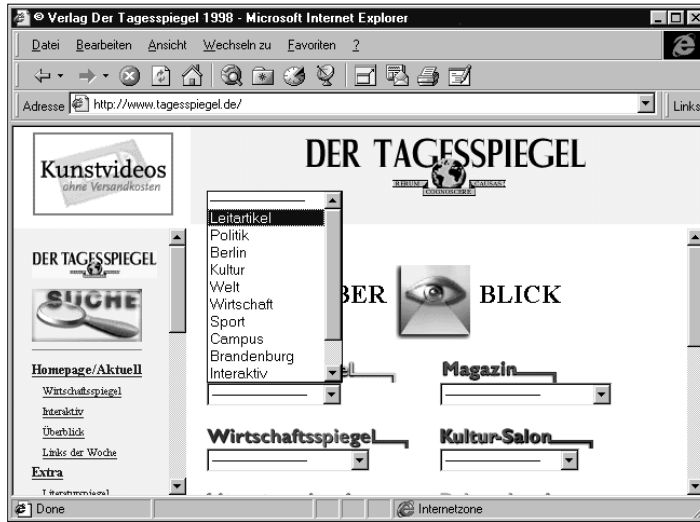 © Verlag Der Tagesspiegel 1998 - Microsoft Internet Explorer
Datei Bearbeiten Ansicht Wechseln zu Favoriten ?
Adresse http://www.tagesspiegel.de/ Links
Kunstvideos
ohne Versandkosten
DER TAGESSPIEGEL
RERUM CAUSAS
COGNOSCERE
Leitartikel
Politik
Berlin
Kultur
Welt
Wirtschaft
Sport
Campus
Brandenburg
Interaktiv
DER TAGESSPIEGEL
SUCHE
Homepage/Aktuell
Wirtschaftsspiegel
Interaktiv
Überblick
Links der Woche
Extra
Literaturspiegel
BER BLICK
el
Magazin
Wirtschaftsspiegel
Kultur-Salon
Done Internetzone